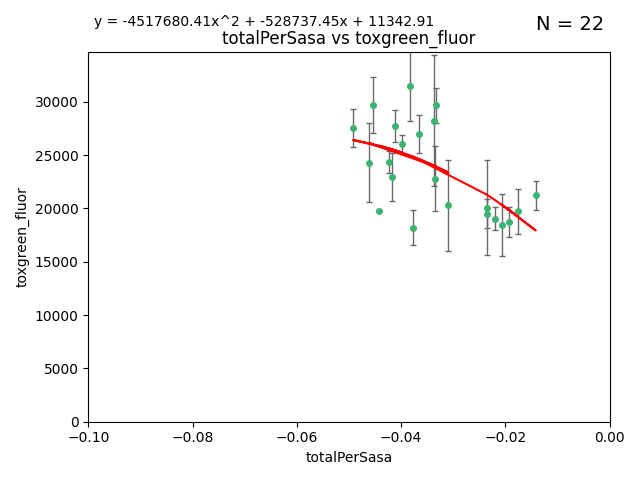 y = -4517680.41x^2 + -528737.45x + 11342.91
N = 22
totalPerSasa vs toxgreen_fluor
toxgreen_fluor
30000
25000
20000
15000
10000
5000
0
−0.10
−0.08
−0.06
−0.04
−0.02
0.00
totalPerSasa